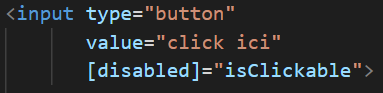 <input type="button"
value="click ici"
[disabled]="isClickable">